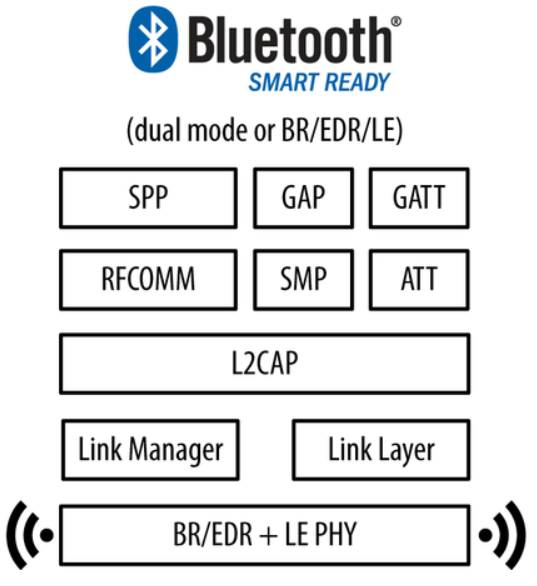 Bluetooth®
SMART READY
(dual mode or BR/EDR/LE)
SPP GAP GATT
RFCOMM SMP ATT
L2CAP
Link Manager Link Layer
BR/EDR + LE PHY